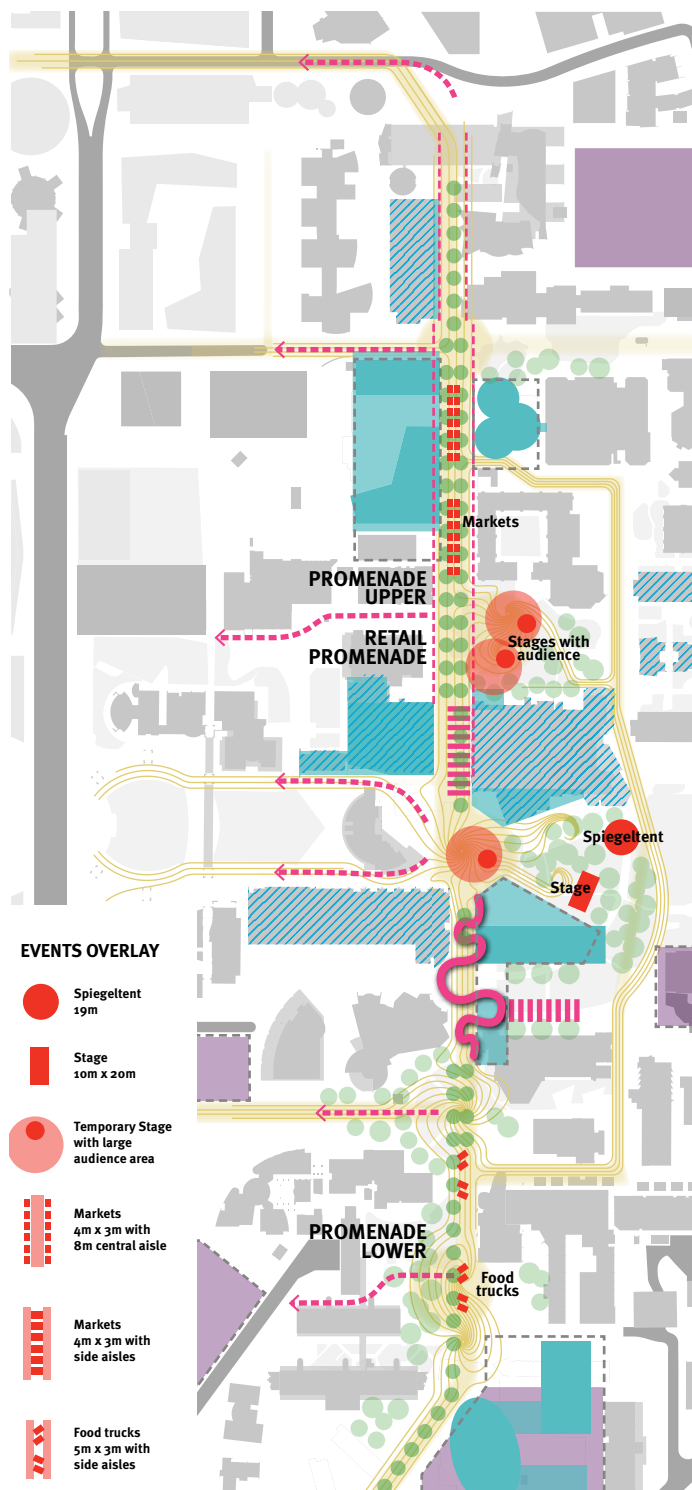 Markets
PROMENADE
UPPER
RETAIL
PROMENADE
Stages with
audience
Spiegeltent
Stage
EVENTS OVERLAY
Spiegeltent
19m
Stage
10m x 20m
Temporary Stage
with large
audience area
Markets
4m x 3m with
8m central aisle
Markets
4m x 3m with
side aisles
Food trucks
5m x 3m with
side aisles
PROMENADE
LOWER
Food
trucks